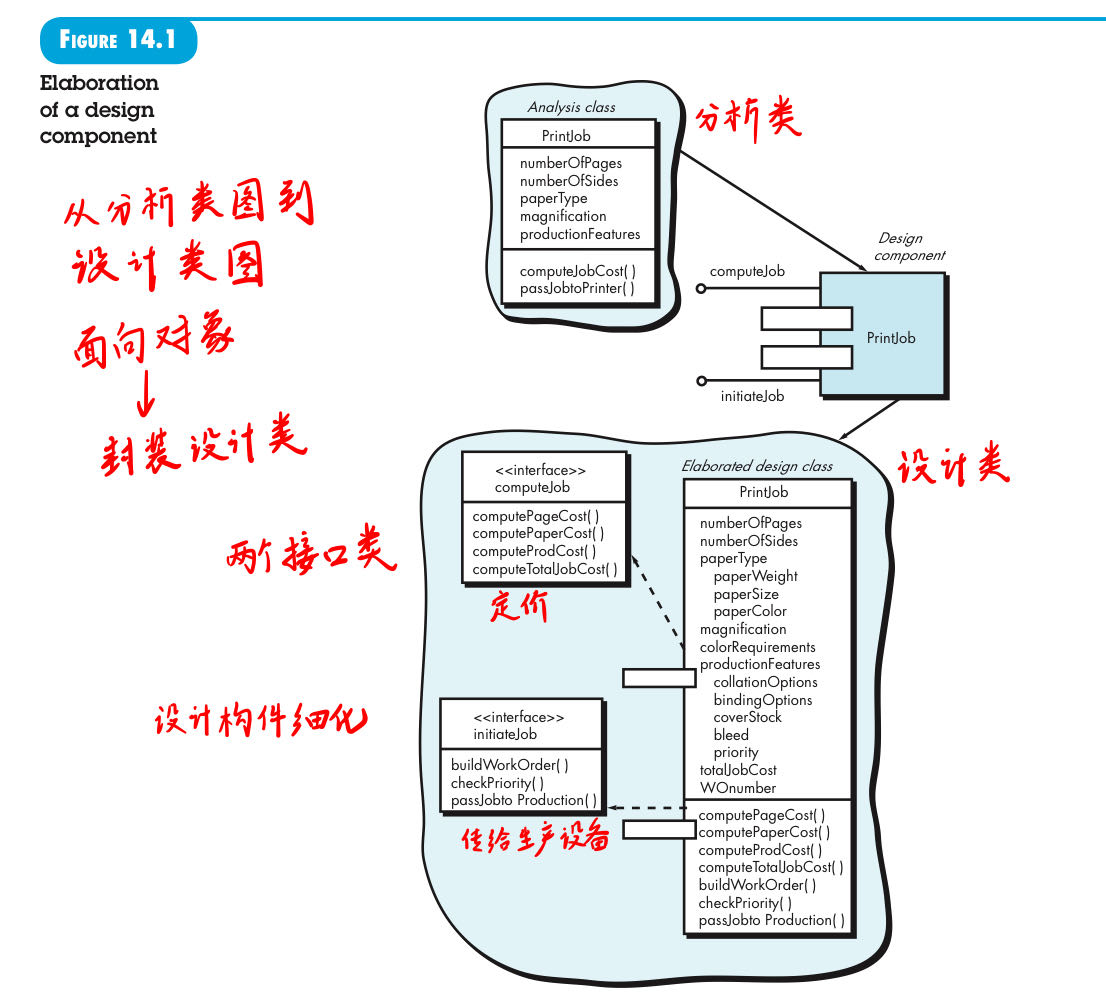 FIGURE 14.1
Elaboration
of a design
component
从分析类图到
设计类图
面向对象
封装设计类
Analysis class
PrintJob
numberOfPages
numberOfSides
paperType
magnification
productionFeatures
computeJobCost( )
passJobtoPrinter( )
分析类
Design
component
computeJob
PrintJob
initiateJob
设计类
两个接口类
<<interface>>
computeJob
computePageCost( )
computePaperCost( )
computeProdCost( )
computeTotalJobCost( )
定价
设计构件细化
<<interface>>
initiateJob
buildWorkOrder( )
checkPriority( )
passJobto Production( )
传给生产设备
Elaborated design class
PrintJob
numberOfPages
numberOfSides
paperType
paperWeight
paperSize
paperColor
magnification
colorRequirements
productionFeatures
collationOptions
bindingOptions
coverStock
bleed
priority
totalJobCost
WOnumber
computePageCost( )
computePaperCost( )
computeProdCost( )
computeTotalJobCost( )
buildWorkOrder( )
checkPriority( )
passJobto Production( )